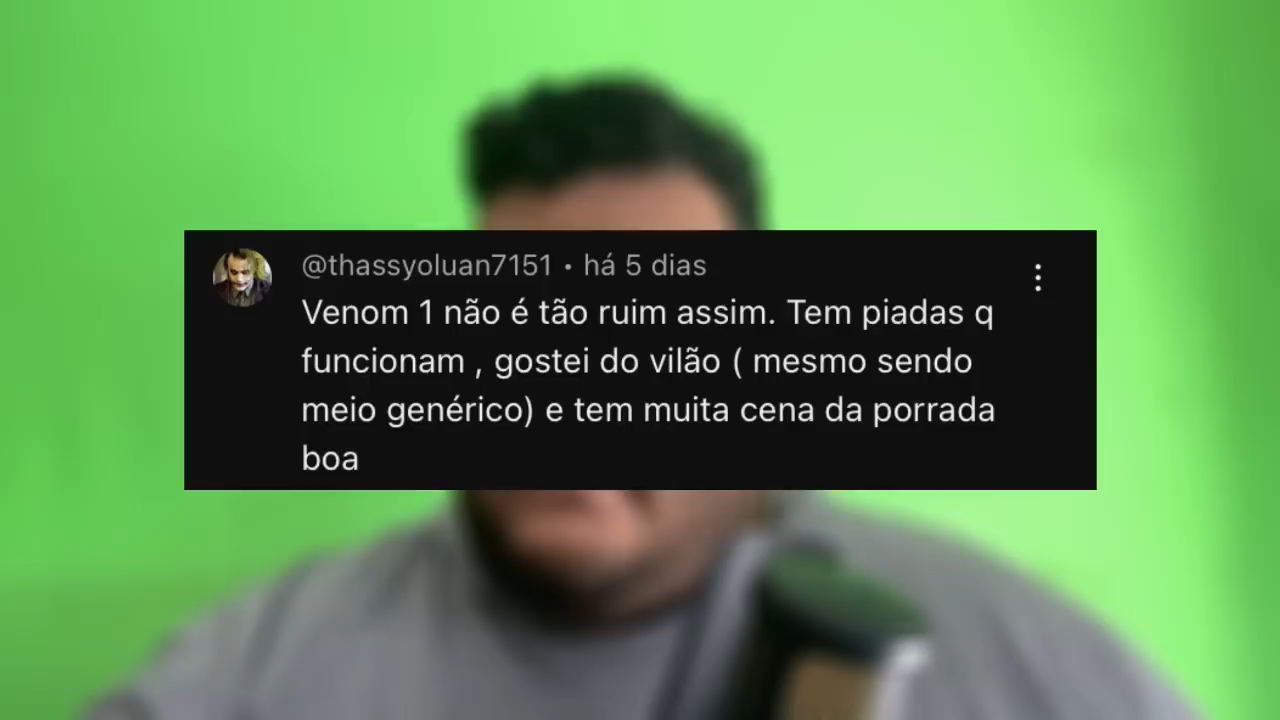 @thassyoluan7151 • há 5 dias
Venom 1 não é tão ruim assim. Tem piadas q
funcionam , gostei do vilão ( mesmo sendo
meio genérico) e tem muita cena da porrada
boa